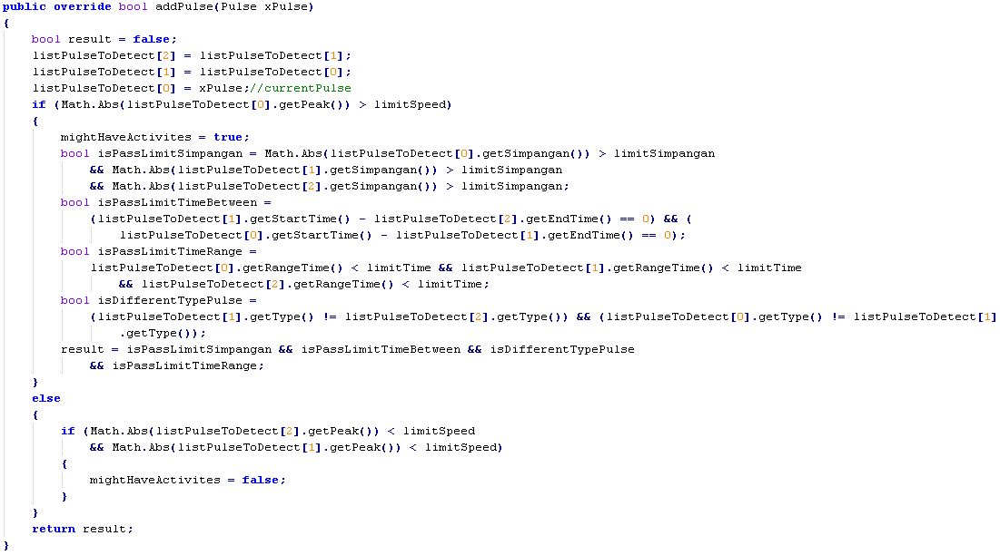 public override bool addPulse(Pulse xPulse)
{
    bool result = false;
    listPulseToDetect[2] = listPulseToDetect[1];
    listPulseToDetect[1] = listPulseToDetect[0];
    listPulseToDetect[0] = xPulse;//currentPulse
    if (Math.Abs(listPulseToDetect[0].getPeak()) > limitSpeed)
    {
        mightHaveActivites = true;
        bool isPassLimitSimpangan = Math.Abs(listPulseToDetect[0].getSimpangan()) > limitSimpangan
            && Math.Abs(listPulseToDetect[1].getSimpangan()) > limitSimpangan
            && Math.Abs(listPulseToDetect[2].getSimpangan()) > limitSimpangan;
        bool isPassLimitTimeBetween =
            (listPulseToDetect[1].getStartTime() - listPulseToDetect[2].getEndTime() == 0) && (
                listPulseToDetect[0].getStartTime() - listPulseToDetect[1].getEndTime() == 0);
        bool isPassLimitTimeRange =
            listPulseToDetect[0].getRangeTime() < limitTime && listPulseToDetect[1].getRangeTime() < limitTime
                && listPulseToDetect[2].getRangeTime() < limitTime;
        bool isDifferentTypePulse =
            (listPulseToDetect[1].getType() != listPulseToDetect[2].getType()) && (listPulseToDetect[0].getType() != listPulseToDetect[1]
                .getType());
        result = isPassLimitSimpangan && isPassLimitTimeBetween && isDifferentTypePulse
            && isPassLimitTimeRange;
    }
    else
    {
        if (Math.Abs(listPulseToDetect[2].getPeak()) < limitSpeed
            && Math.Abs(listPulseToDetect[1].getPeak()) < limitSpeed)
        {
            mightHaveActivites = false;
        }
    }
    return result;
}